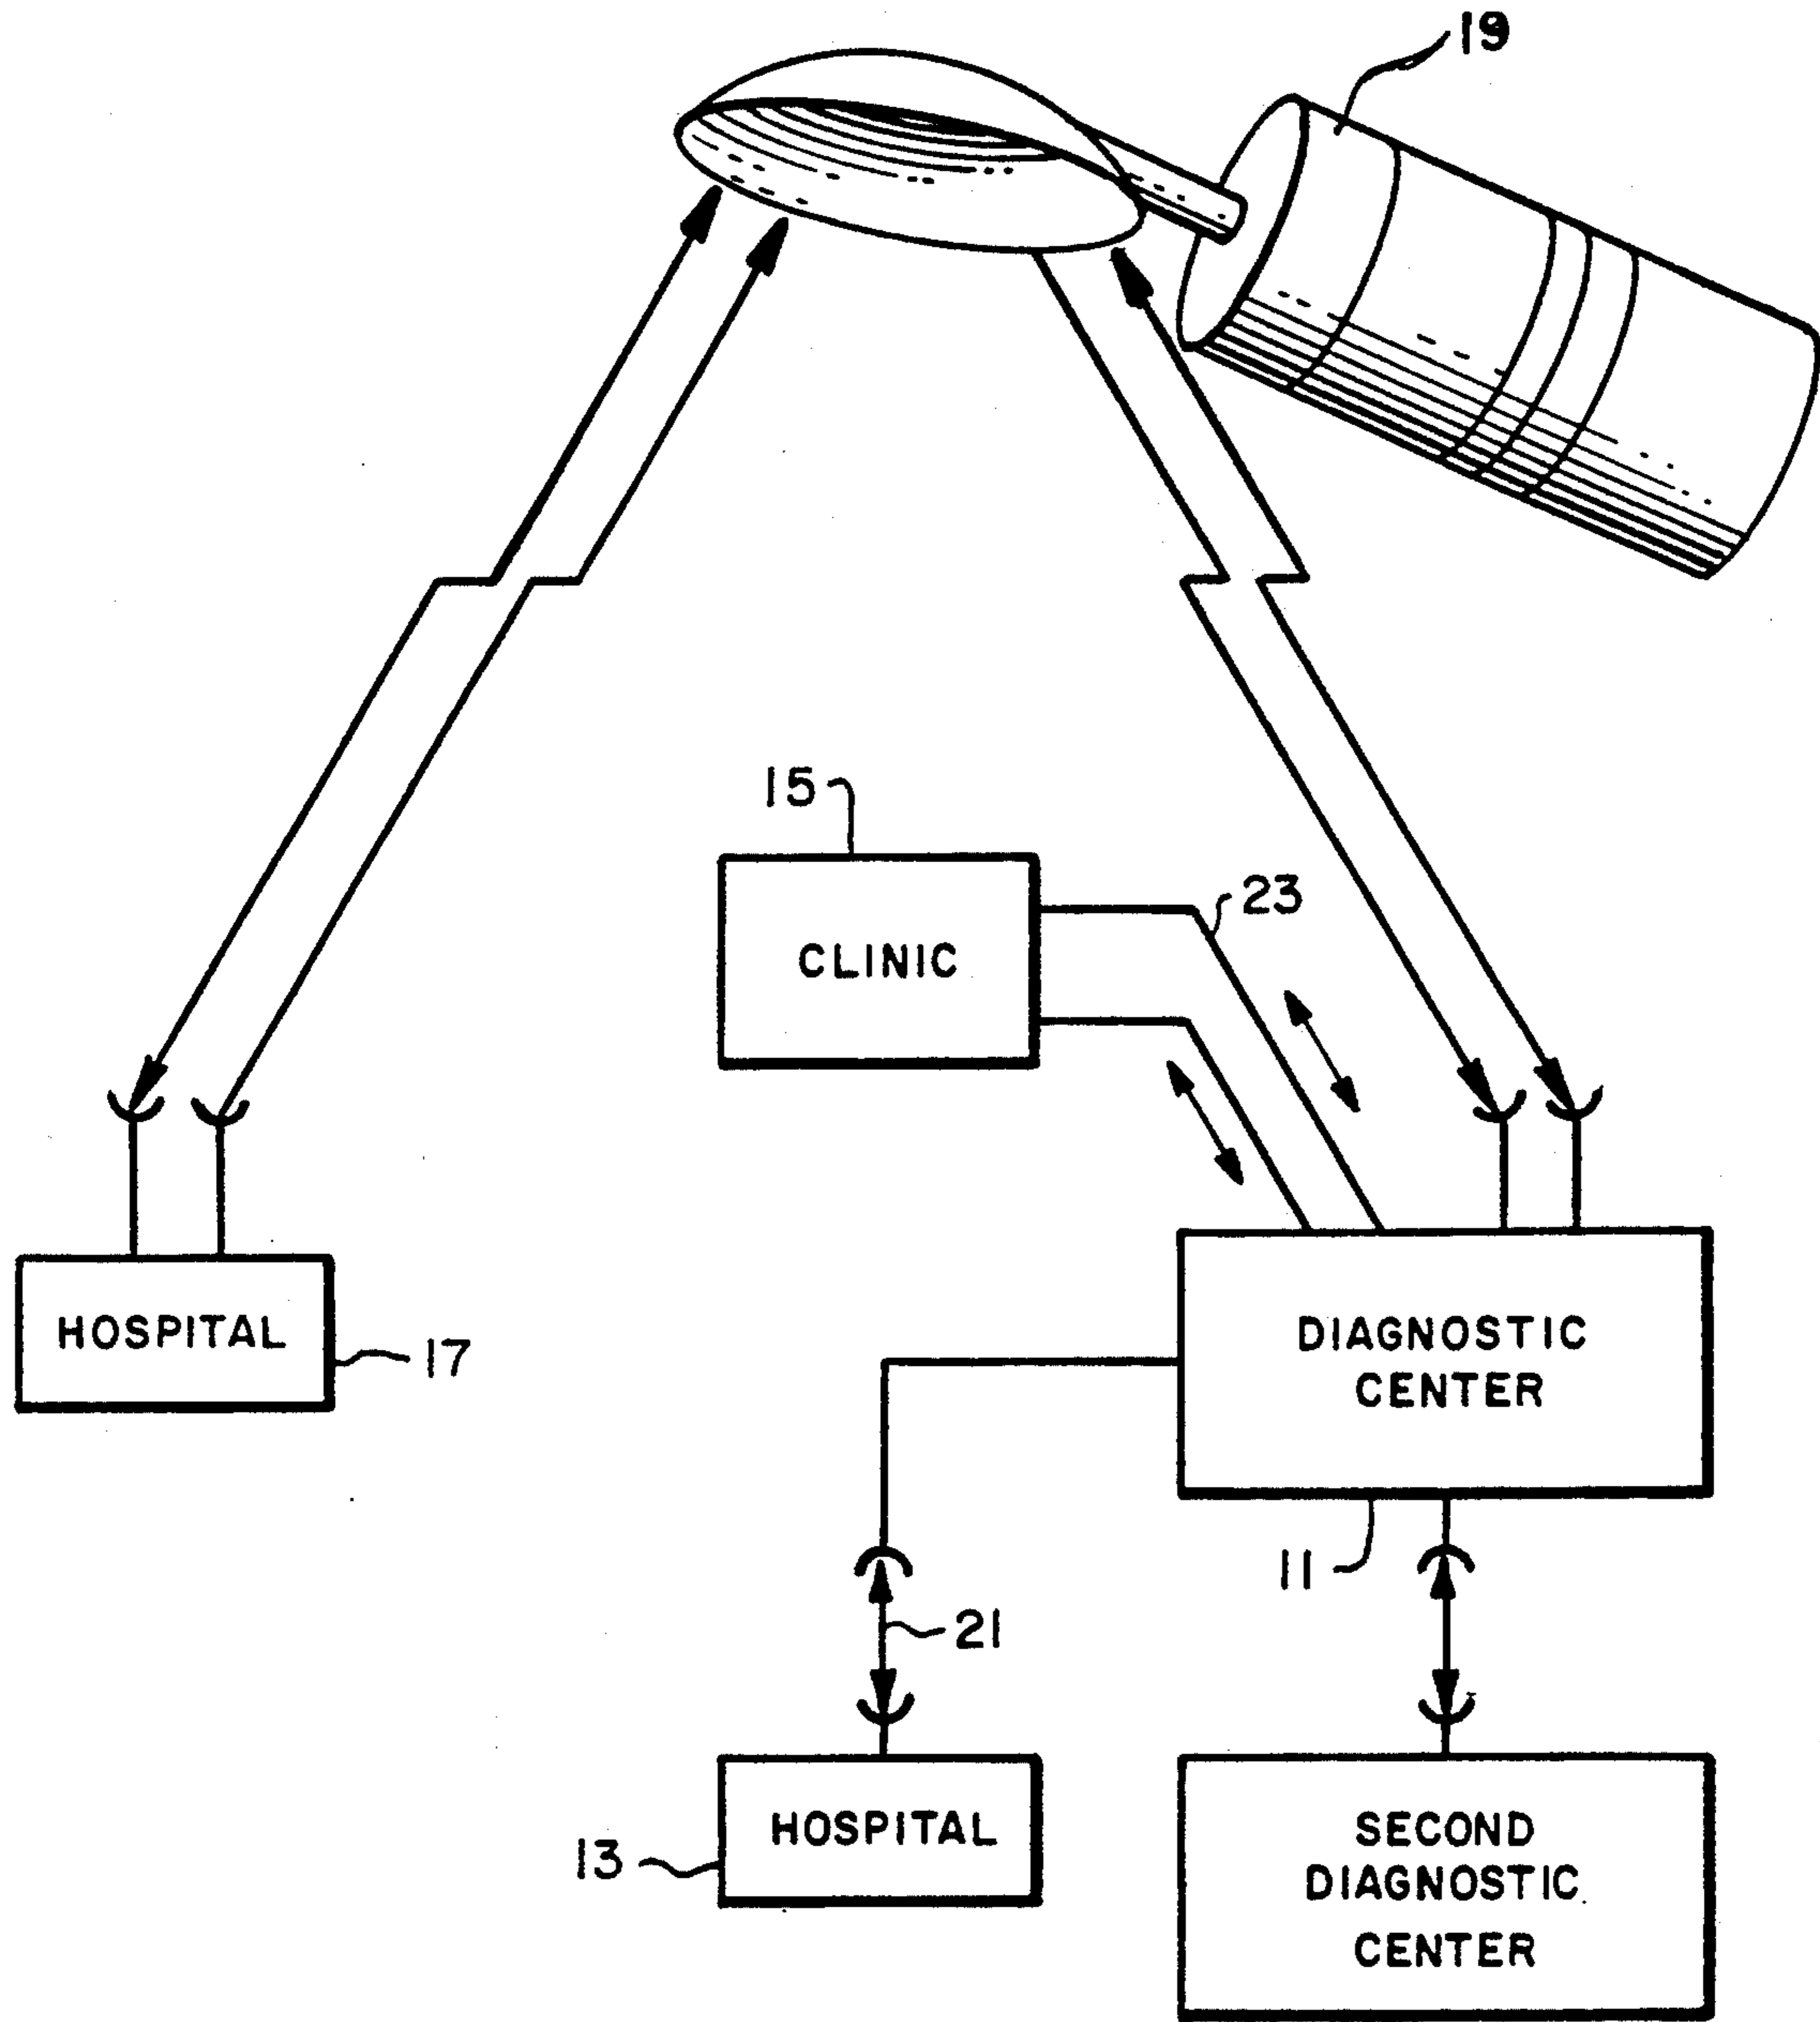 19
15
23
CLINIC
HOSPITAL
17
DIAGNOSTIC
CENTER
11
21
13
HOSPITAL
SECOND
DIAGNOSTIC
CENTER